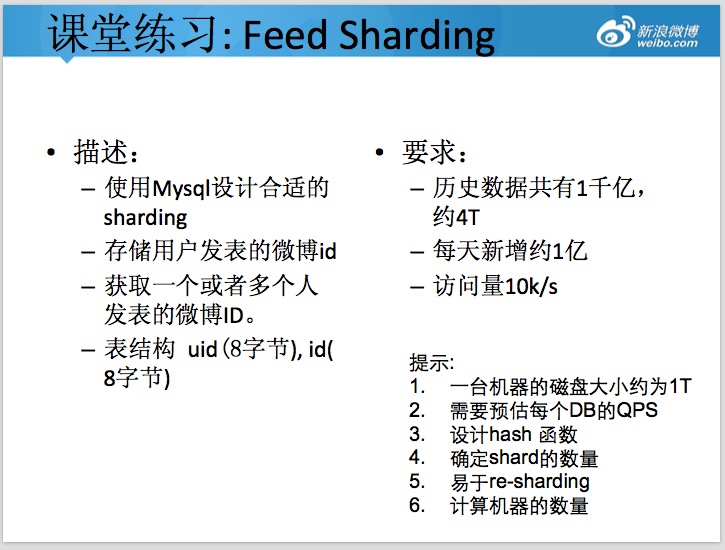 课堂练习: Feed Sharding
新浪微博
weibo.com
• 描述：
– 使用Mysql设计合适的
sharding
– 存储用户发表的微博id
– 获取一个或者多个人
发表的微博ID。
– 表结构 uid(8字节), id(
8字节)
• 要求：
– 历史数据共有1千亿，
约4T
– 每天新增约1亿
– 访问量10k/s
提示:
1. 一台机器的磁盘大小约为1T
2. 需要预估每个DB的QPS
3. 设计hash 函数
4. 确定shard的数量
5. 易于re-sharding
6. 计算机器的数量